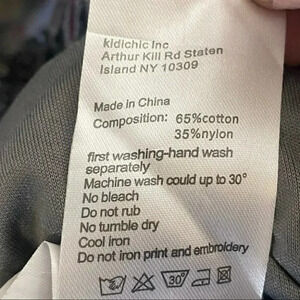 kidichic Inc
Arthur Kill Rd Staten
Island NY 10309
Made in China
Composition: 65%cotton
35%nylon
first washing-hand wash
separately
Machine wash could up to 30°
No bleach
Do not rub
No tumble dry
Cool iron
Do not iron print and embroidery
30°